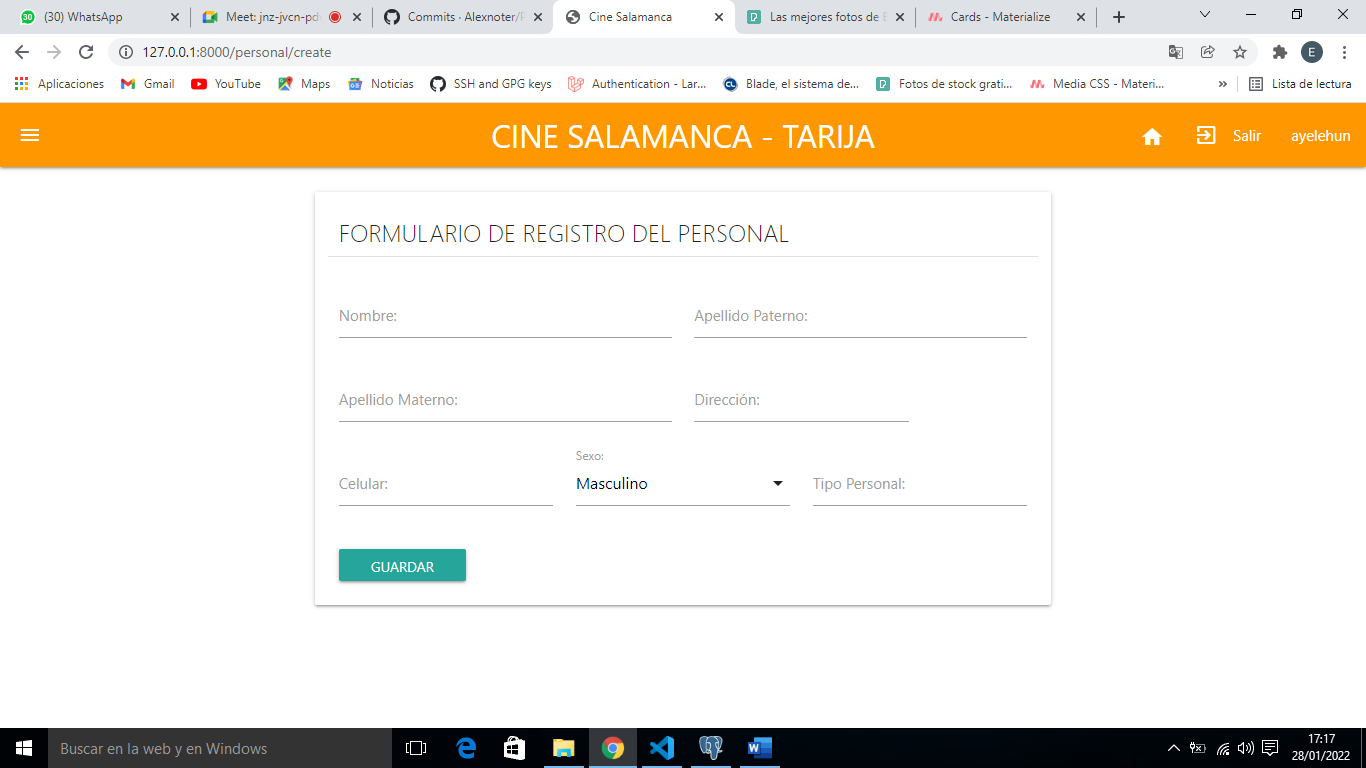 (30) WhatsApp
Meet: jnz-jvcn-pd
Commits · Alexnoter/P
Cine Salamanca
Las mejores fotos de E
Cards - Materialize
127.0.0.1:8000/personal/create
E
Aplicaciones
Gmail
YouTube
Maps
Noticias
SSH and GPG keys
Authentication - Lar...
Blade, el sistema de...
Fotos de stock grati...
Media CSS - Materi...
»
Lista de lectura
CINE SALAMANCA - TARIJA
Salir
ayelehun
FORMULARIO DE REGISTRO DEL PERSONAL
Nombre:
Apellido Paterno:
Apellido Materno:
Dirección:
Celular:
Sexo:
Masculino
Tipo Personal:
GUARDAR
Buscar en la web y en Windows
17:17
28/01/2022